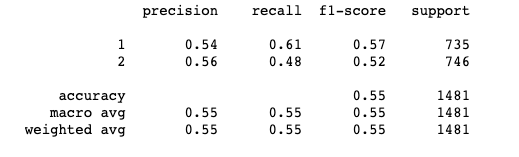 precision recall f1-score support
1 0.54 0.61 0.57 735
2 0.56 0.48 0.52 746
accuracy 0.55 1481
macro avg 0.55 0.55 0.55 1481
weighted avg 0.55 0.55 0.55 1481